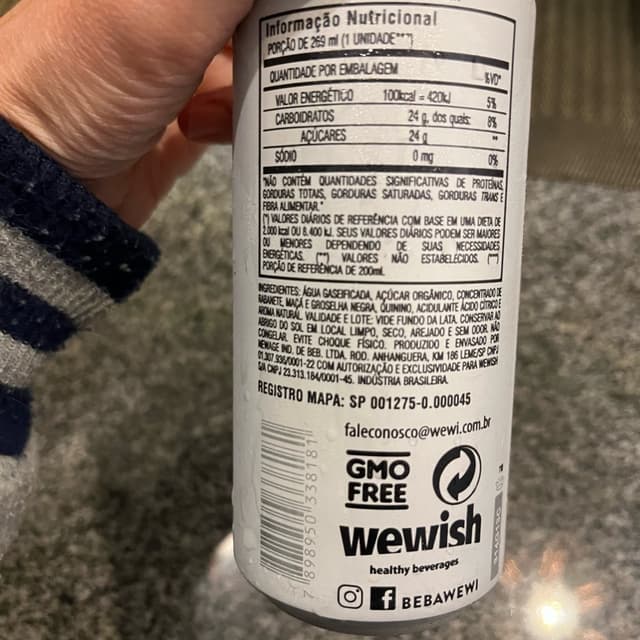 Informação Nutricional
PORÇÃO DE 269 ml (1 UNIDADE***)
QUANTIDADE POR EMBALAGEM
%VD*
VALOR ENERGÉTICO 100kcal = 420kJ 5%
CARBOIDRATOS 24 g, dos quais: 8%
AÇÚCARES 24 g **
SÓDIO 0 mg 0%
"NÃO CONTÉM QUANTIDADES SIGNIFICATIVAS DE PROTEÍNAS,
GORDURAS TOTAIS, GORDURAS SATURADAS, GORDURAS TRANS E
FIBRA ALIMENTAR."
(*) VALORES DIÁRIOS DE REFERÊNCIA COM BASE EM UMA DIETA DE
2.000 kcal OU 8.400 kJ. SEUS VALORES DIÁRIOS PODEM SER MAIORES
OU MENORES DEPENDENDO DE SUAS NECESSIDADES
ENERGÉTICAS. (**) VALORES NÃO ESTABELECIDOS. (***)
PORÇÃO DE REFERÊNCIA DE 200ml.
INGREDIENTES: ÁGUA GASEIFICADA, AÇÚCAR ORGÂNICO, CONCENTRADO DE
RABANETE, MAÇÃ E GROSELHA NEGRA, QUININO, ACIDULANTE ÁCIDO CÍTRICO E
AROMA NATURAL. VALIDADE E LOTE: VIDE FUNDO DA LATA. CONSERVAR AO
ABRIGO DO SOL EM LOCAL LIMPO, SECO, AREJADO E SEM ODOR. NÃO
CONGELAR. EVITE CHOQUE FÍSICO. PRODUZIDO E ENVASADO POR
NEWAGE IND. DE BEB. LTDA. ROD. ANHANGUERA, KM 186 LEME/SP CNPJ
01.307.936/0001-22 COM AUTORIZAÇÃO E EXCLUSIVIDADE PARA WEWISH
S/A CNPJ 23.313.184/0001-45. INDÚSTRIA BRASILEIRA.
REGISTRO MAPA: SP 001275-0.000045
faleconosco@wewi.com.br
GMO
FREE
wewish
healthy beverages
BEBAWEWI
7 898950 338181